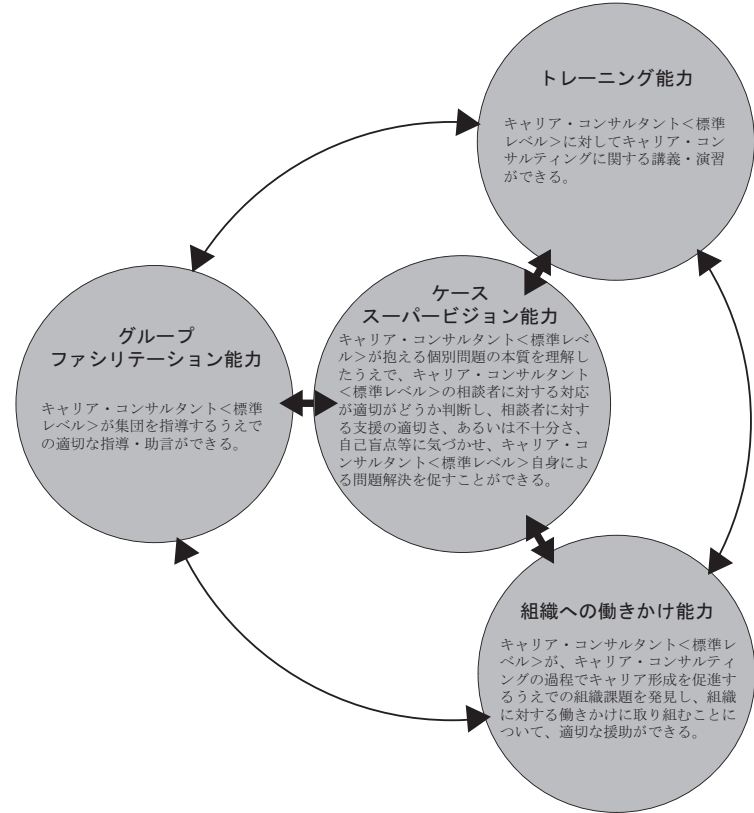 トレーニング能力
キャリア・コンサルタント＜標準
レベル＞に対してキャリア・コン
サルティングに関する講義・演習
ができる。
ケース
スーパービジョン能力
キャリア・コンサルタント＜標準レベ
ル＞が抱える個別問題の本質を理解し
たうえで、キャリア・コンサルタント
＜標準レベル＞の相談者に対する対応
が適切がどうか判断し、相談者に対す
る支援の適切さ、あるいは不十分さ、
自己盲点等に気づかせ、キャリア・コ
ンサルタント＜標準レベル＞自身によ
る問題解決を促すことができる。
グループ
ファシリテーション能力
キャリア・コンサルタント＜標準
レベル＞が集団を指導するうえで
の適切な指導・助言ができる。
組織への働きかけ能力
キャリア・コンサルタント＜標準レ
ベル＞が、キャリア・コンサルティ
ングの過程でキャリア形成を促進す
るうえでの組織課題を発見し、組織
に対する働きかけに取り組むことに
ついて、適切な援助ができる。